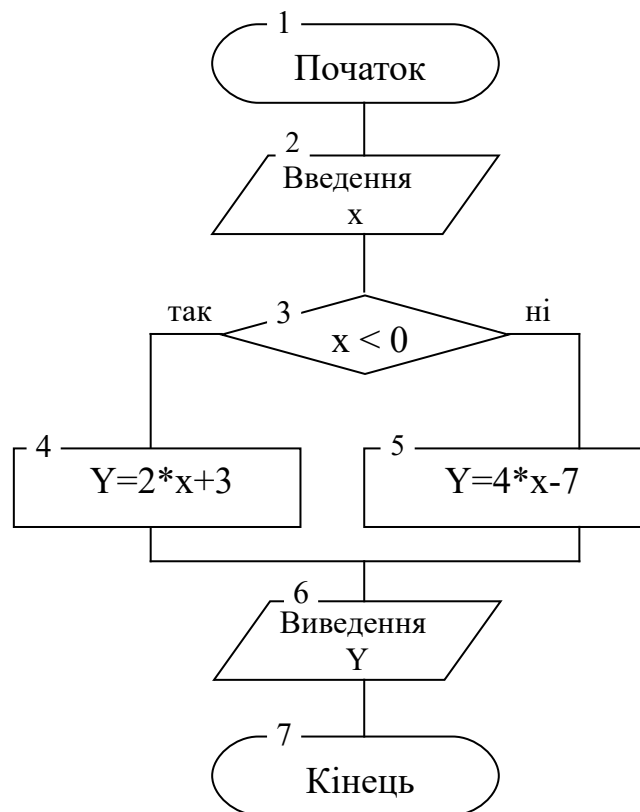 1
Початок
2
Введення
x
так
3
ні
x < 0
4
Y=2*x+3
5
Y=4*x-7
6
Виведення
Y
7
Кінець